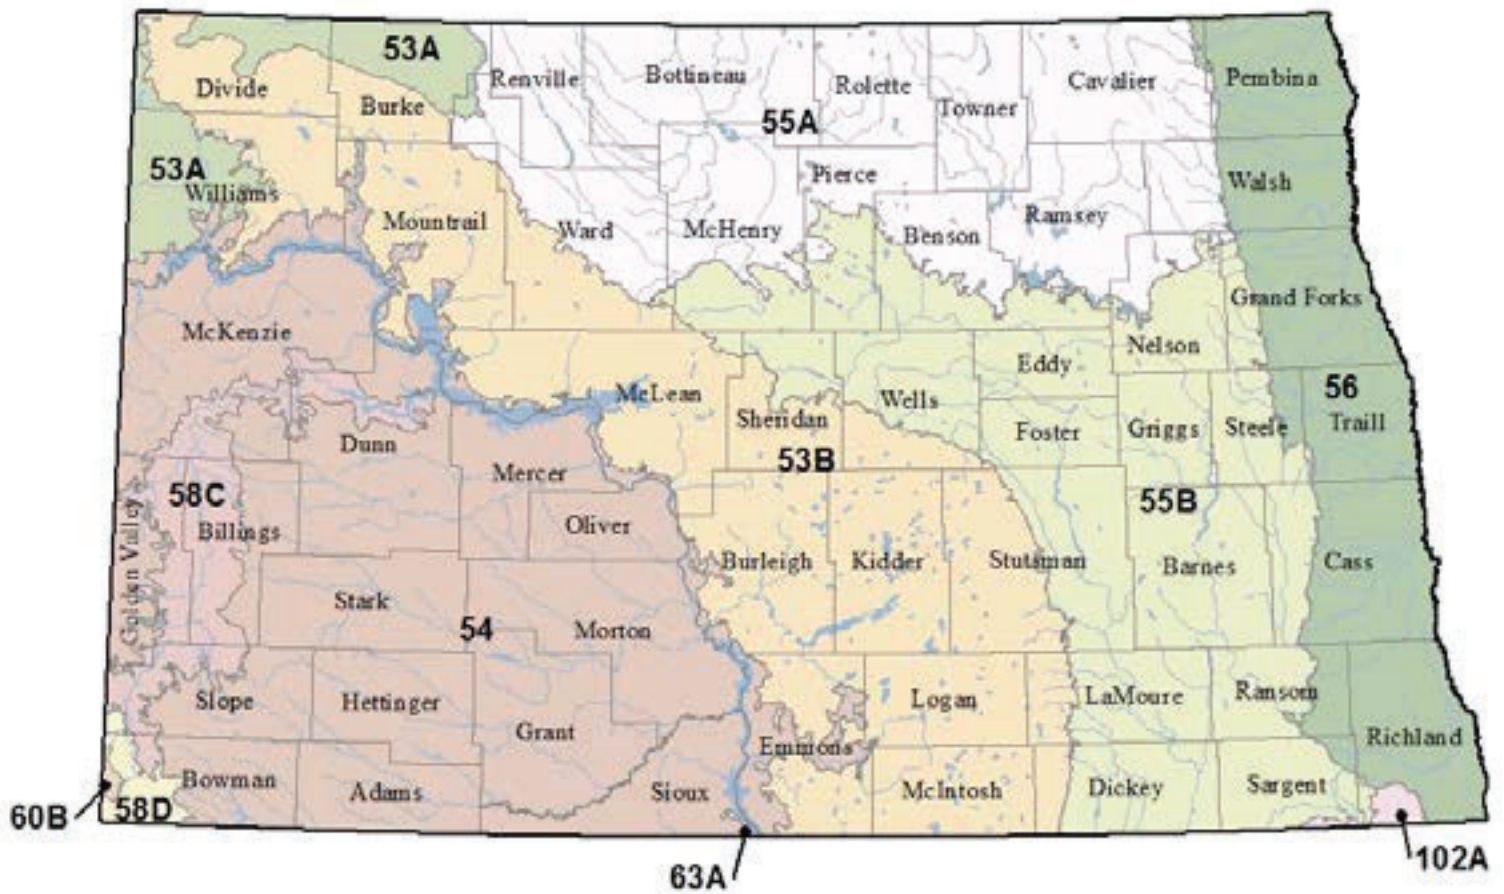 53A
Renville
Bottineau
Rolette
Cavalier
Pembina
Divide
Burke
Towner
55A
53A
Williams
Pierce
Walsh
Mountrail
Ward
McHenry
Benson
Ramsey
Grand Forks
McKenzie
Nelson
Eddy
McLean
Wells
56
Sheridan
Traill
Dunn
Foster
Griggs
Steele
53B
Mercer
58C
55B
Golden Valley
Billings
Oliver
Burleigh
Kidder
Stutsman
Barnes
Cass
Stark
54
Morton
Slope
Hettinger
Logan
LaMoure
Ransom
Grant
Emmons
Richland
Bowman
Adams
Sioux
McIntosh
Dickey
Sargent
60B
58D
63A
102A